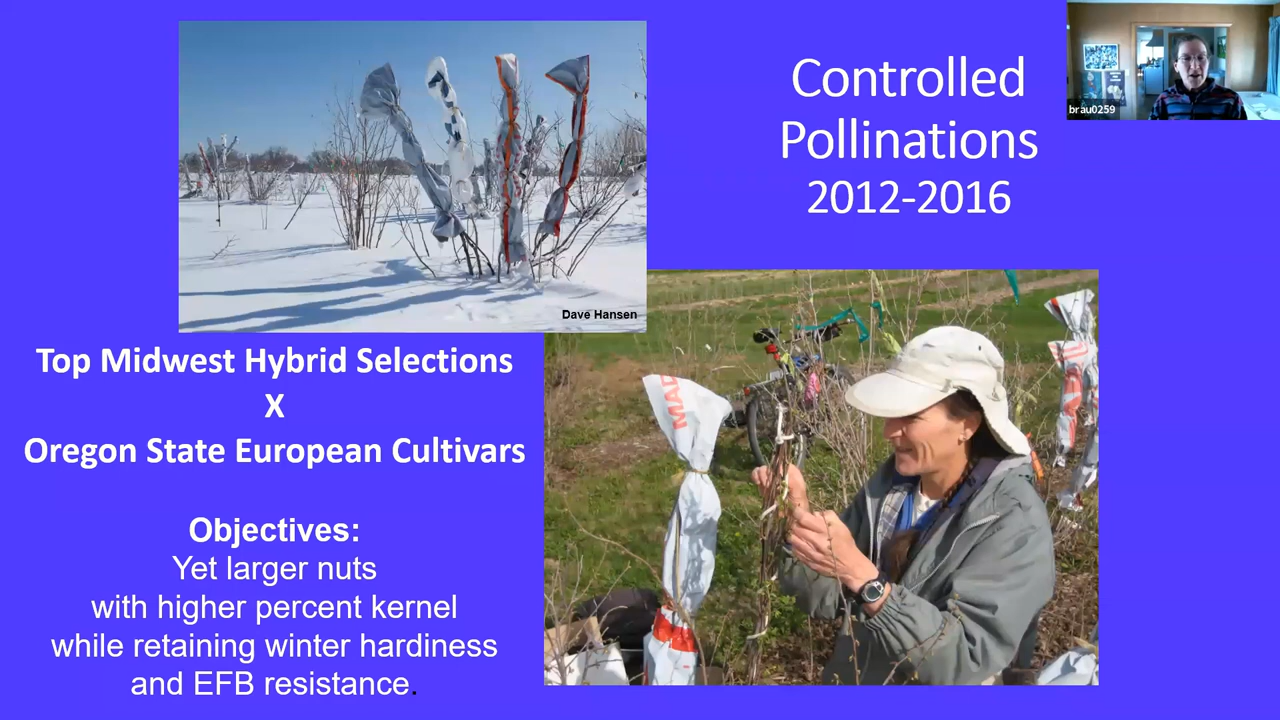 Controlled
Pollinations
2012-2016
brau0259
Dave Hansen
Top Midwest Hybrid Selections
X
Oregon State European Cultivars
Objectives:
Yet larger nuts
with higher percent kernel
while retaining winter hardiness
and EFB resistance.
MAD